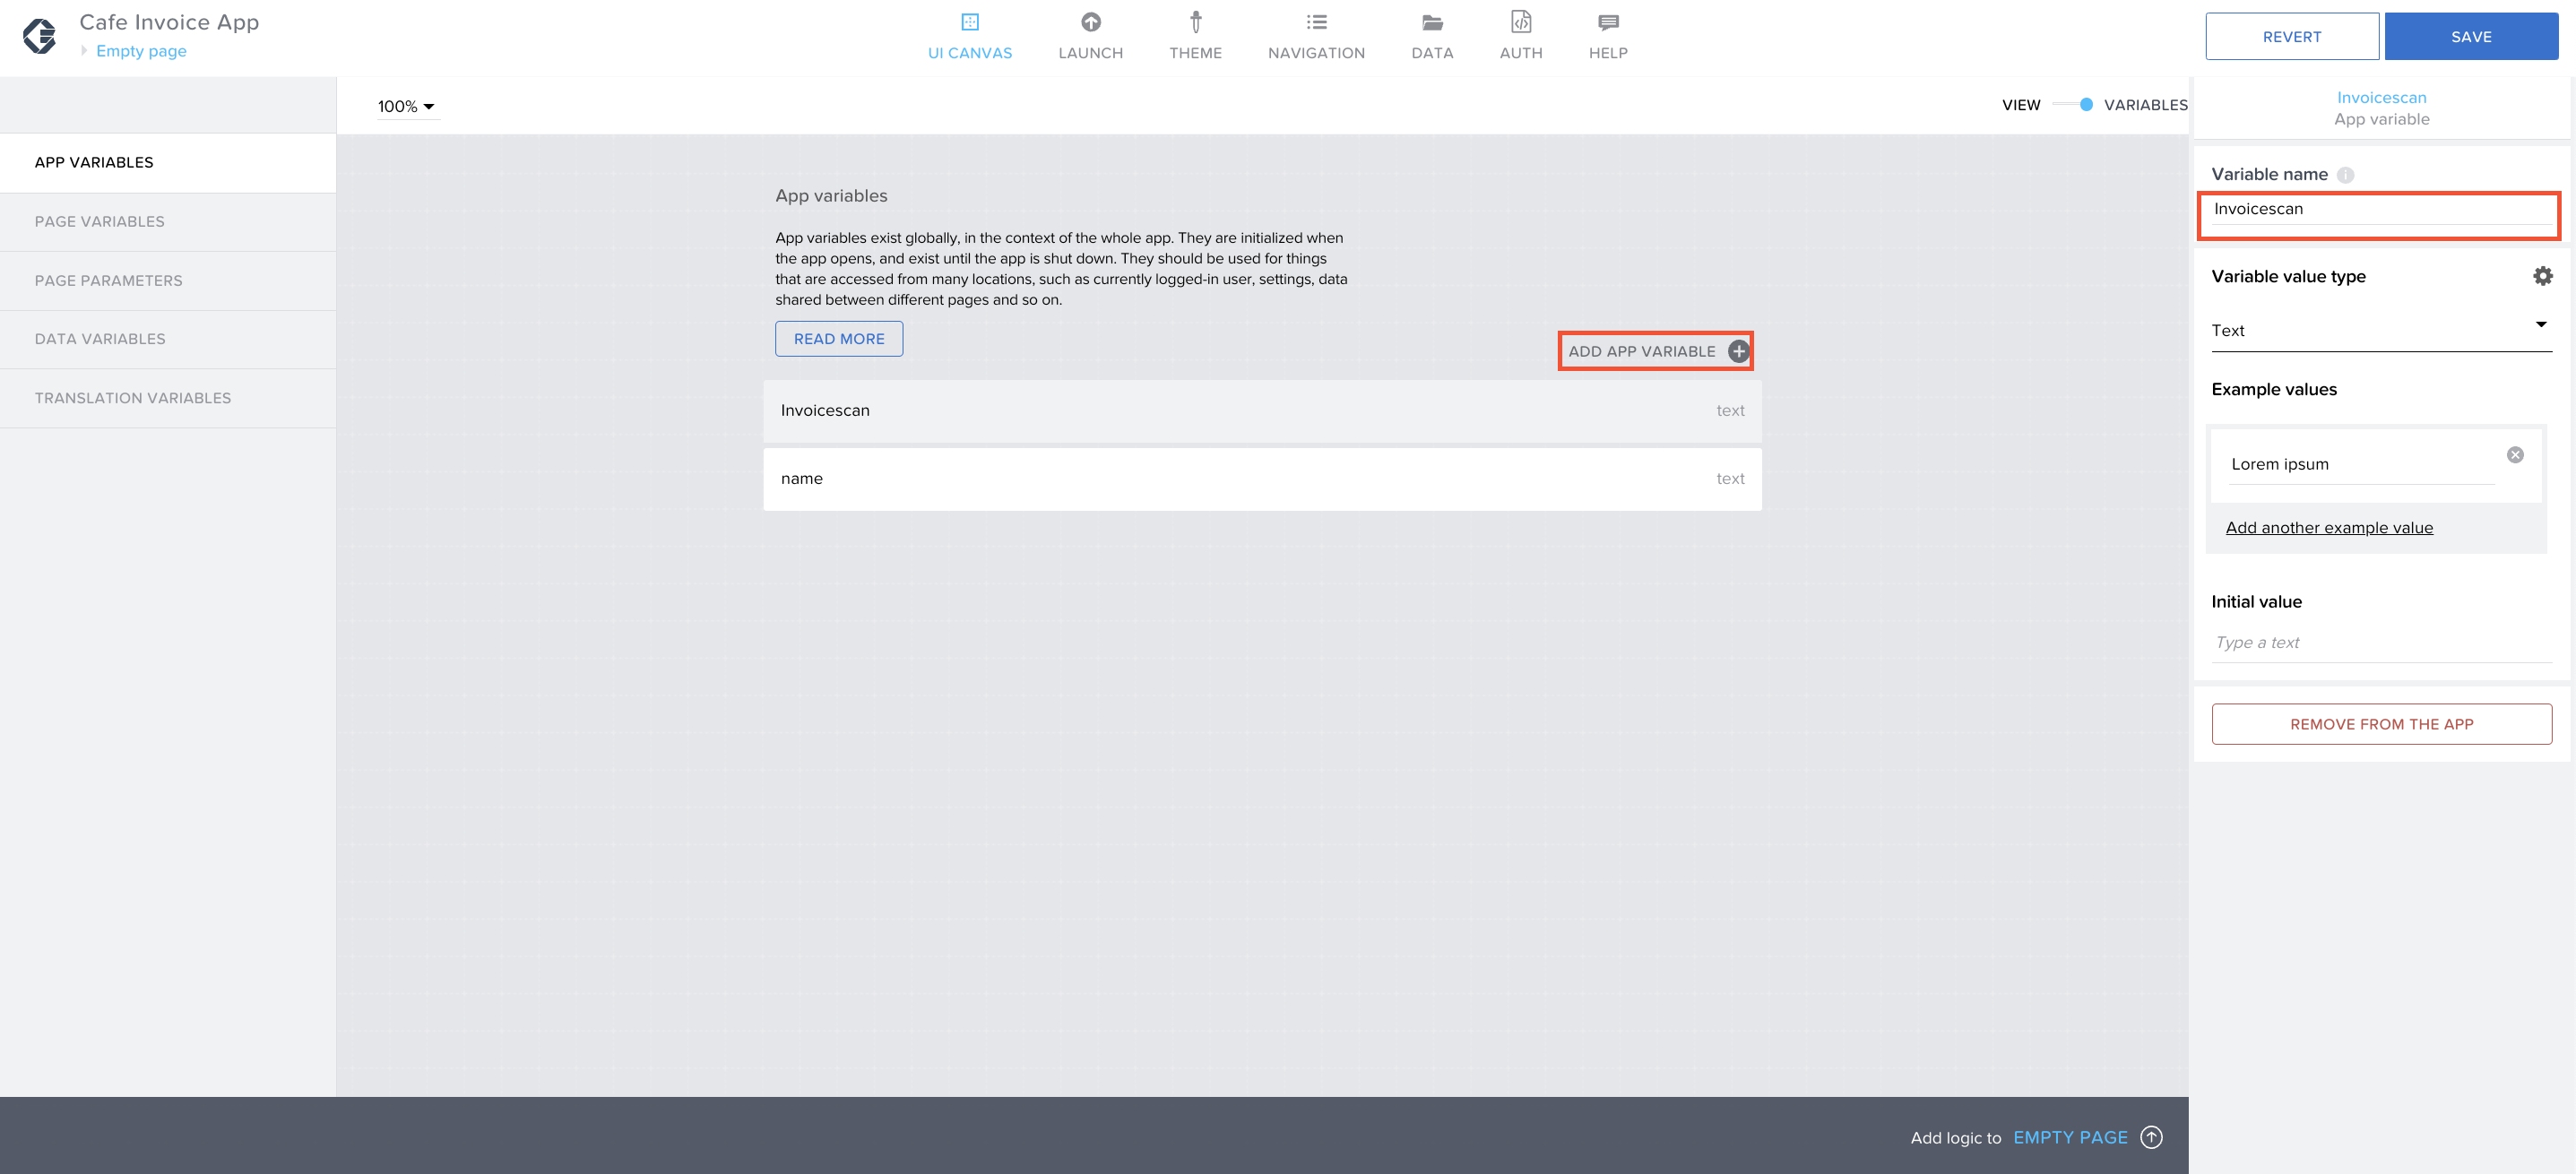 Cafe Invoice App
Empty page
UI CANVAS
LAUNCH
THEME
NAVIGATION
DATA
AUTH
HELP
REVERT
SAVE
APP VARIABLES
PAGE VARIABLES
PAGE PARAMETERS
DATA VARIABLES
TRANSLATION VARIABLES
100%
VIEW
VARIABLES
App variables
App variables exist globally, in the context of the whole app. They are initialized when
the app opens, and exist until the app is shut down. They should be used for things
that are accessed from many locations, such as currently logged-in user, settings, data
shared between different pages and so on.
READ MORE
ADD APP VARIABLE
Invoicescan text
name text
Add logic to EMPTY PAGE
Invoicescan
App variable
Variable name
Invoicescan
Variable value type
Text
Example values
Lorem ipsum
Add another example value
Initial value
Type a text
REMOVE FROM THE APP